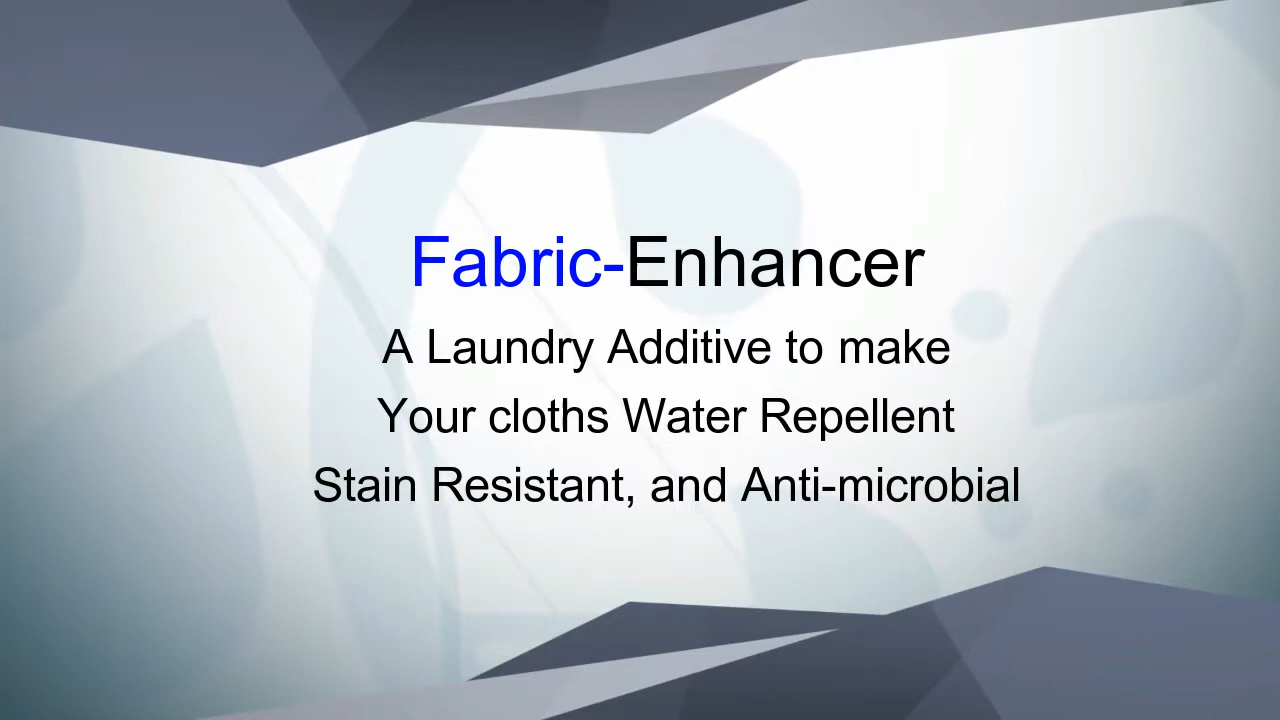 Fabric-Enhancer
A Laundry Additive to make
Your cloths Water Repellent
Stain Resistant, and Anti-microbial